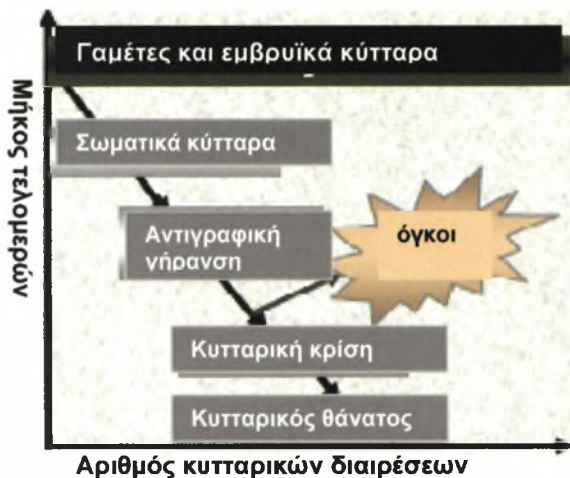 Γαμέτες και εμβρυϊκά κύτταρα
Μήκος τελομερών
Σωματικά κύτταρα
Αντιγραφική
γήρανση
όγκοι
Κυτταρική κρίση
Κυτταρικός θάνατος
Αριθμός κυτταρικών διαιρέσεων